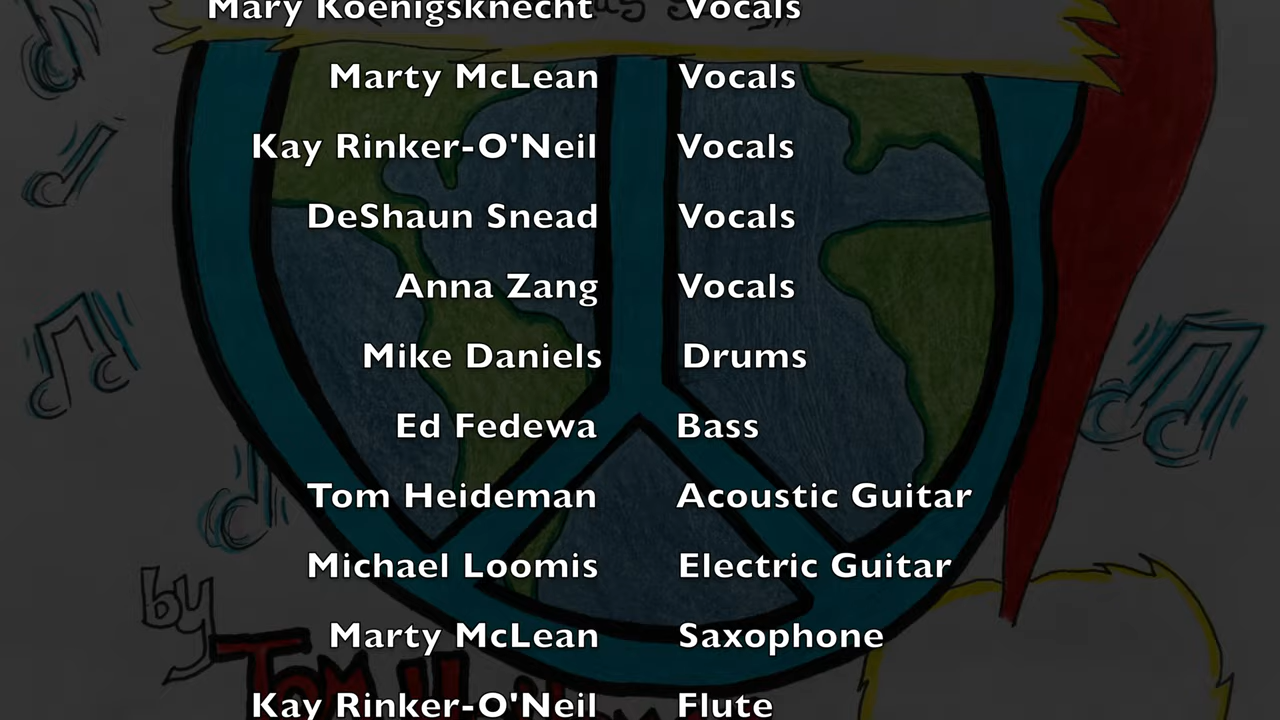 Mary Koenigsknecht Vocals
Marty McLean Vocals
Kay Rinker-O'Neil Vocals
DeShaun Snead Vocals
Anna Zang Vocals
Mike Daniels Drums
Ed Fedewa Bass
Tom Heideman Acoustic Guitar
Michael Loomis Electric Guitar
by
Marty McLean Saxophone
Tom
Kay Rinker-O'Neil Flute